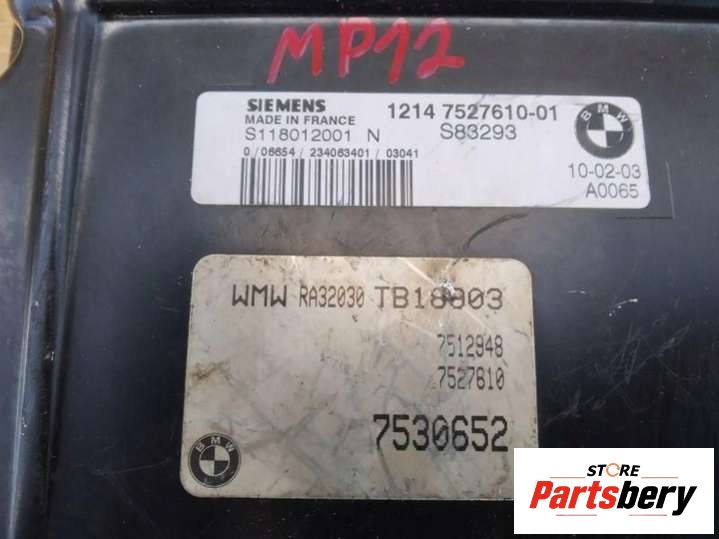 MP12
SIEMENS 1214 7527610-01
MADE IN FRANCE
S118012001 N S83293
BMW
0 / 06654 / 234063401 / 03041
10-02-03
A0065
WMW RA32030 TB18803
7512948
7527610
7530652
BMW
STORE
Partsbery